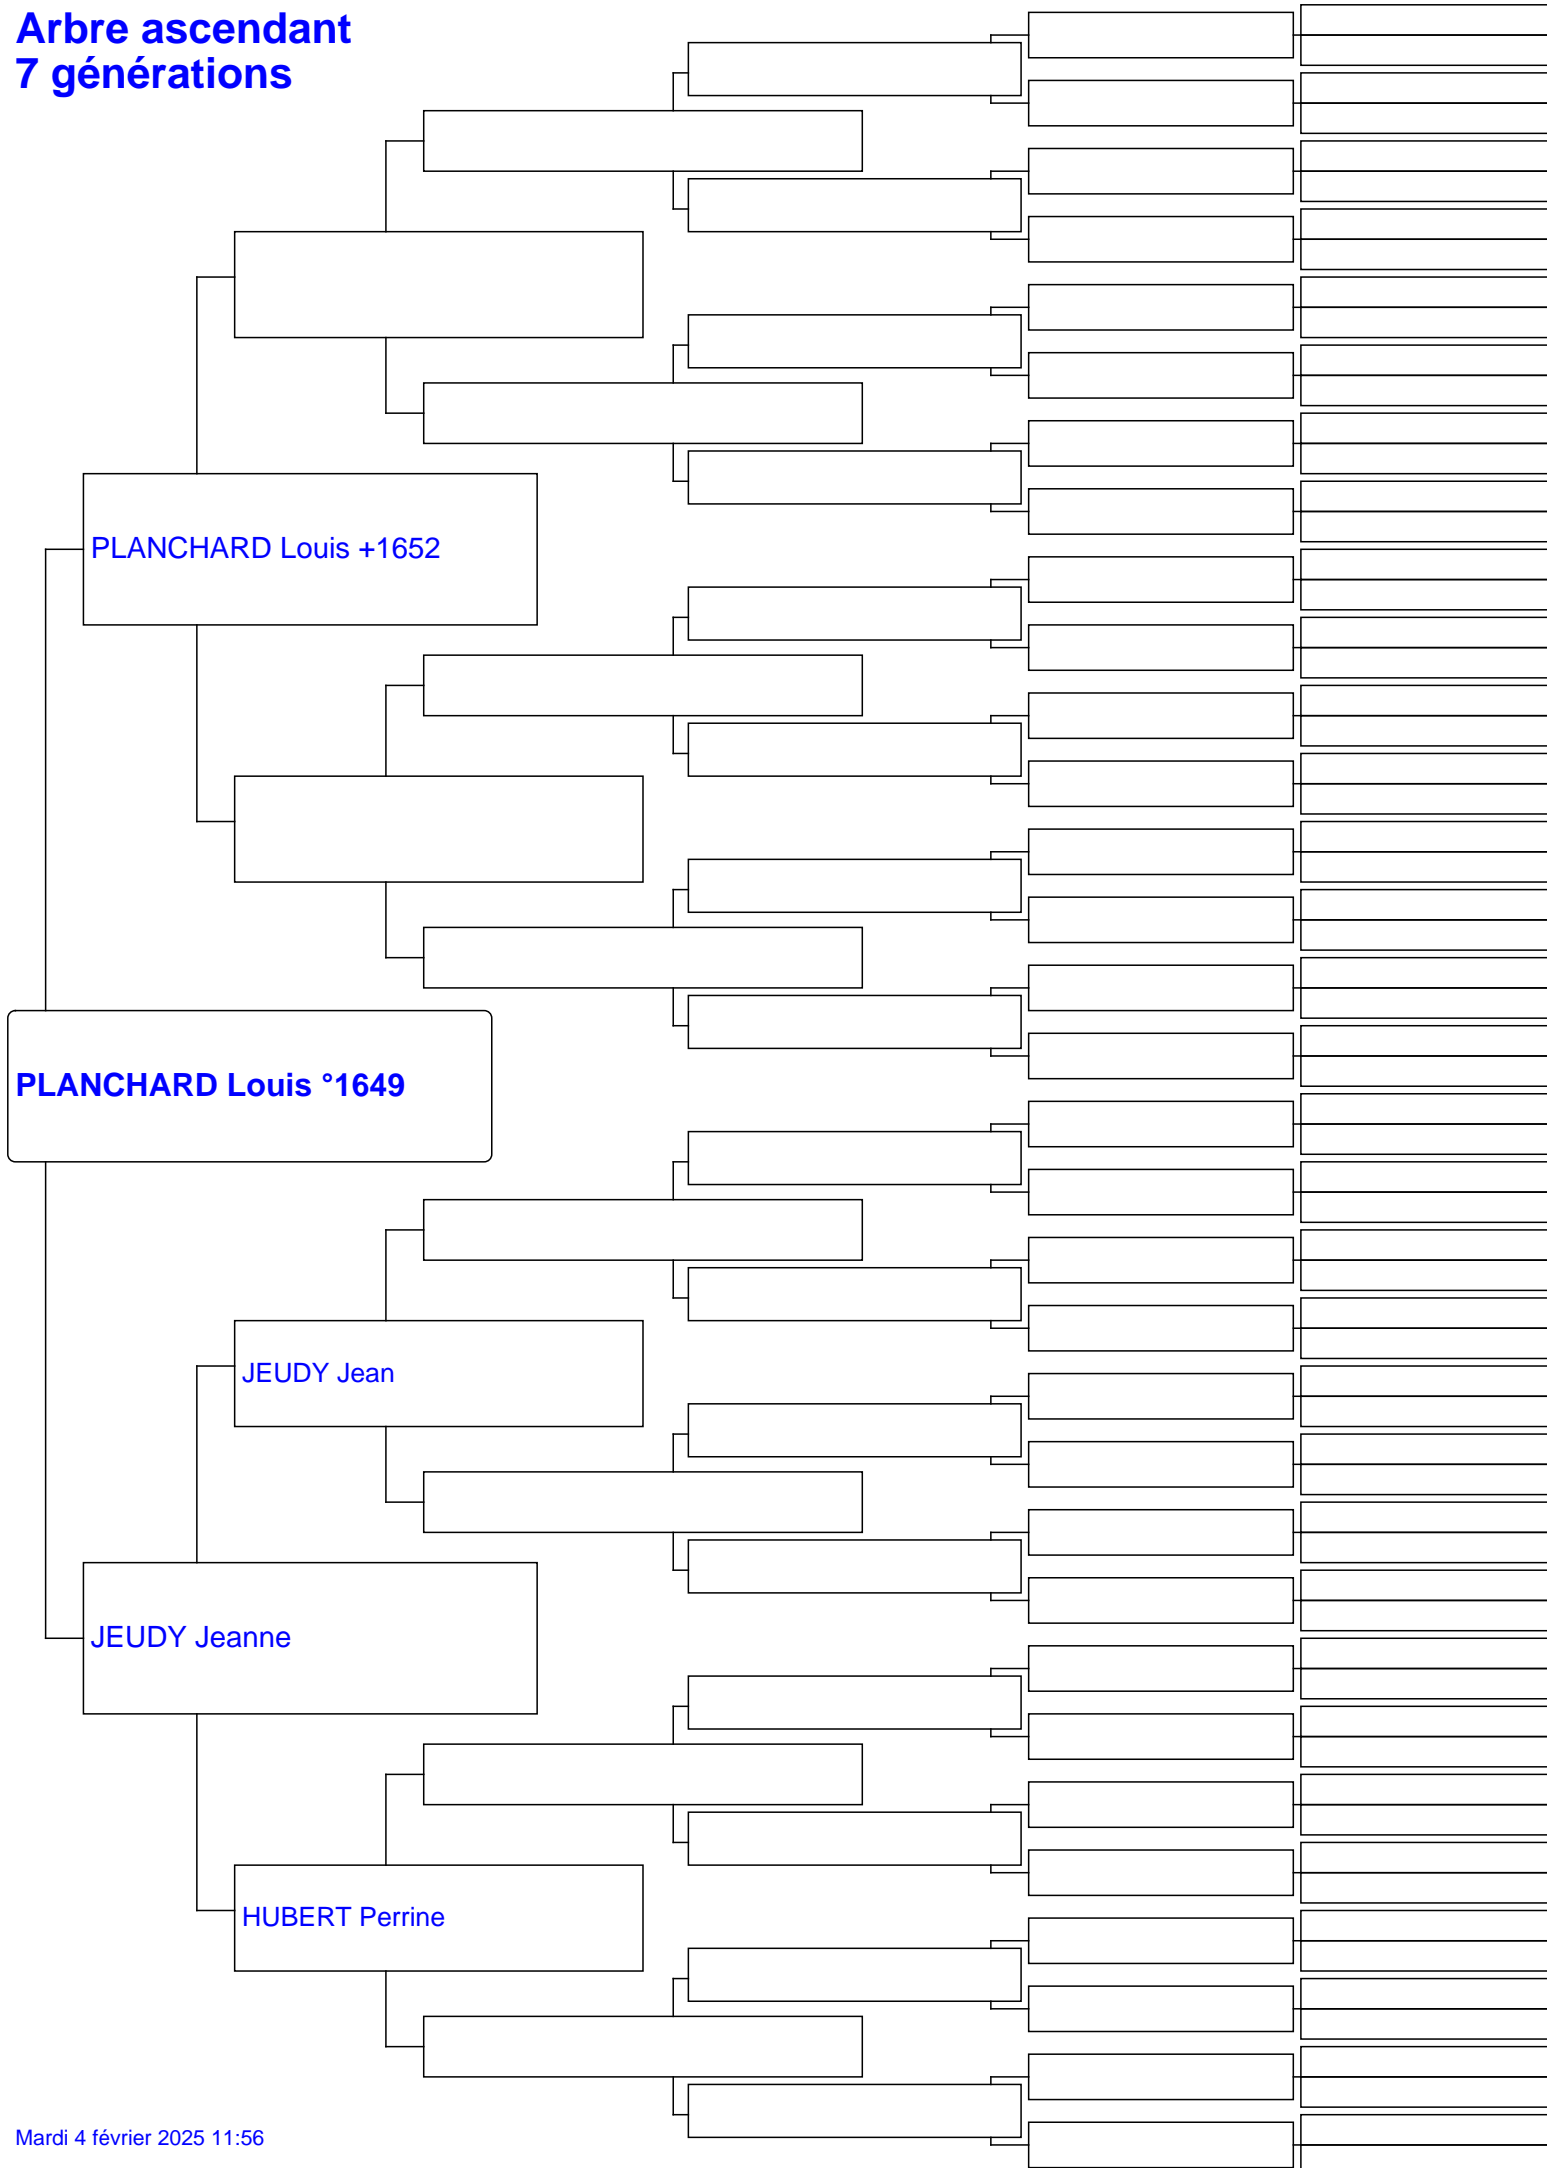 Arbre ascendant
7 générations
PLANCHARD Louis +1652
PLANCHARD Louis °1649
JEUDY Jean
JEUDY Jeanne
HUBERT Perrine
Mardi 4 février 2025 11:56